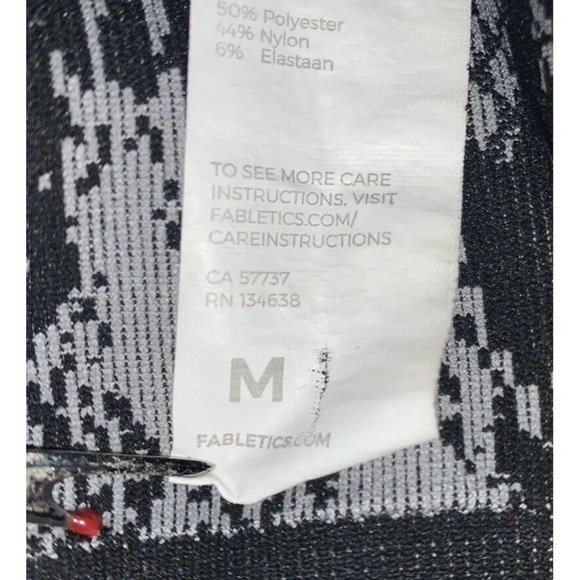 50% Polyester
44% Nylon
6% Elastaan
TO SEE MORE CARE
INSTRUCTIONS, VISIT
FABLETICS.COM/
CAREINSTRUCTIONS
CA 57737
RN 134638
M
FABLETICS.COM